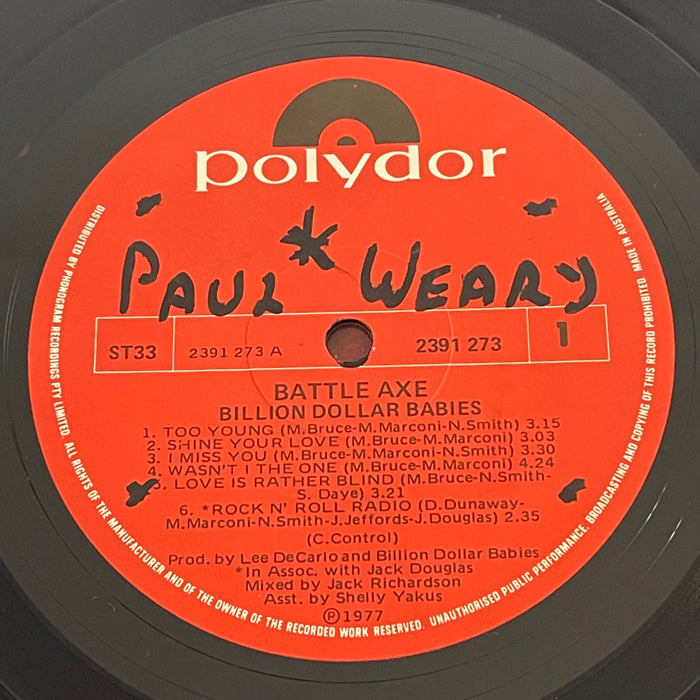 polydor
PAUL * WEARY
ST33 2391 273 A 2391 273 1
BATTLE AXE
BILLION DOLLAR BABIES
1. TOO YOUNG (M.Bruce-M.Marconi-N.Smith) 3.15
2. SHINE YOUR LOVE (M.Bruce-M.Marconi) 3.03
3. I MISS YOU (M.Bruce-M.Marconi-N.Smith) 3.30
4. WASN'T I THE ONE (M.Bruce-M.Marconi) 4.24
5. LOVE IS RATHER BLIND (M.Bruce-N.Smith-
S. Daye) 3.21
6. *ROCK N' ROLL RADIO (D.Dunaway-
M.Marconi-N.Smith-J.Jeffords-J.Douglas) 2.35
(C.Control)
Prod. by Lee DeCarlo and Billion Dollar Babies
*In Assoc. with Jack Douglas
Mixed by Jack Richardson
Asst. by Shelly Yakus
Ⓟ1977
DISTRIBUTED BY PHONOGRAM RECORDINGS PTY LIMITED. ALL RIGHTS OF THE MANUFACTURER AND OF THE OWNER OF THE RECORDED WORK RESERVED. UNAUTHORISED PUBLIC PERFORMANCE, BROADCASTING AND COPYING OF THIS RECORD PROHIBITED MADE IN AUSTRALIA